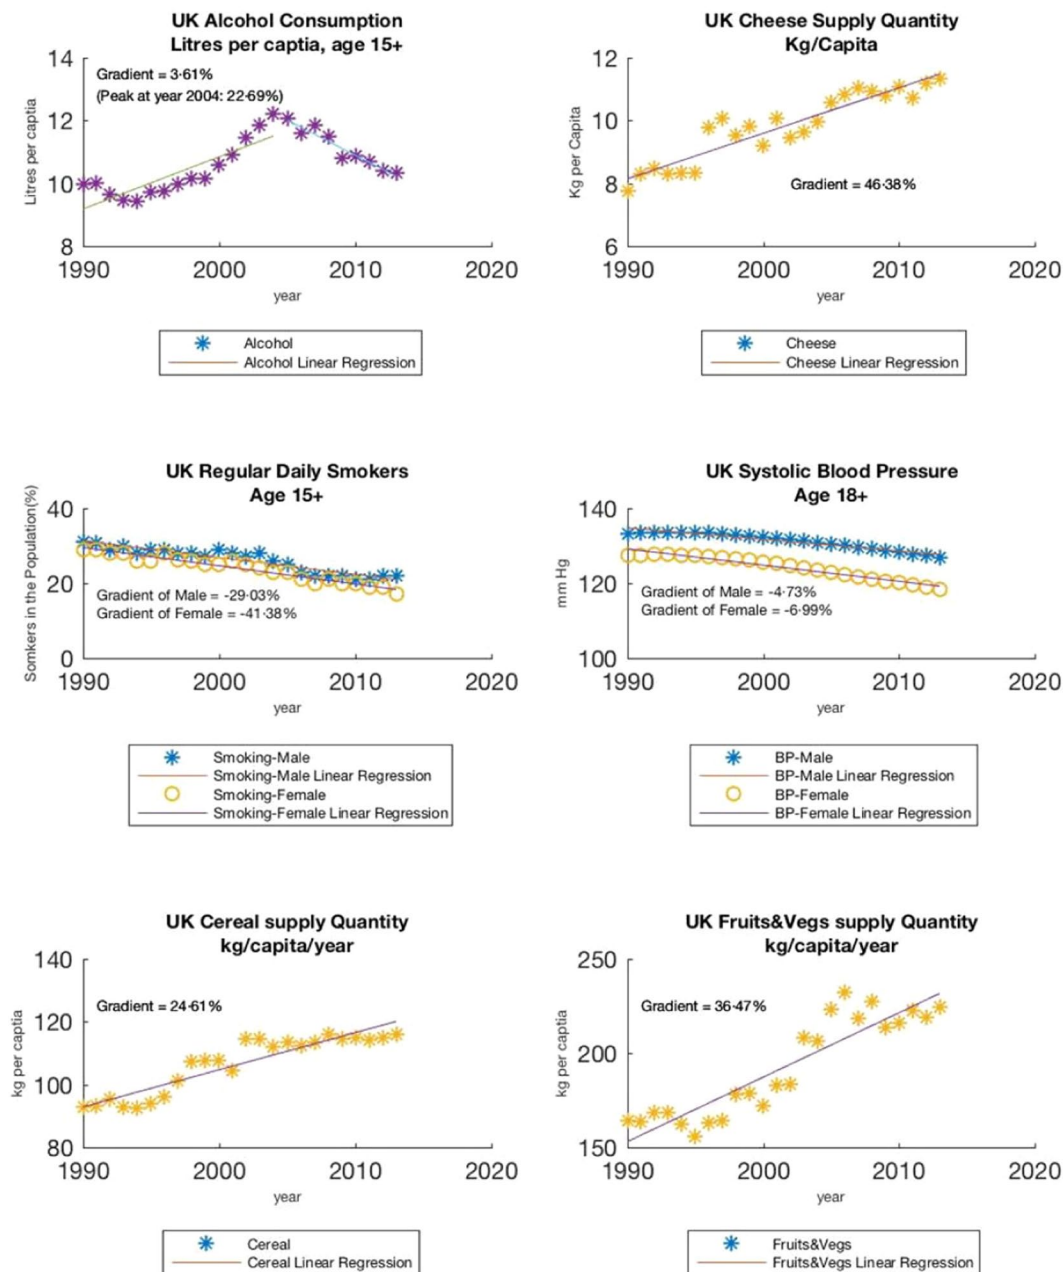 UK Alcohol Consumption
Litres per captia, age 15+
Gradient = 3·61%
(Peak at year 2004: 22·69%)
Litres per captia
14
12
10
8
1990
2000
2010
2020
year
Alcohol
Alcohol Linear Regression
UK Cheese Supply Quantity
Kg/Capita
Kg per Capita
12
10
8
6
Gradient = 46·38%
1990
2000
2010
2020
year
Cheese
Cheese Linear Regression
UK Regular Daily Smokers
Age 15+
Somkers in the Population(%)
40
20
0
Gradient of Male = -29·03%
Gradient of Female = -41·38%
1990
2000
2010
2020
year
Smoking-Male
Smoking-Male Linear Regression
Smoking-Female
Smoking-Female Linear Regression
UK Systolic Blood Pressure
Age 18+
mm Hg
140
120
100
Gradient of Male = -4·73%
Gradient of Female = -6·99%
1990
2000
2010
2020
year
BP-Male
BP-Male Linear Regression
BP-Female
BP-Female Linear Regression
UK Cereal supply Quantity
kg/capita/year
kg per captia
140
120
100
80
Gradient = 24·61%
1990
2000
2010
2020
year
Cereal
Cereal Linear Regression
UK Fruits&Vegs supply Quantity
kg/capita/year
kg per captia
250
200
150
Gradient = 36·47%
1990
2000
2010
2020
year
Fruits&Vegs
Fruits&Vegs Linear Regression